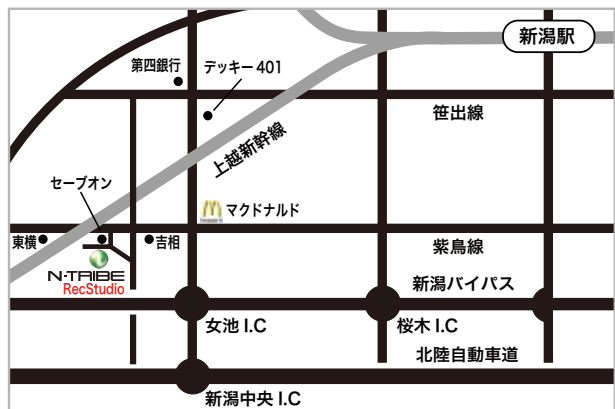 新潟駅
第四銀行
デッキー401
笹出線
上越新幹線
セーブオン
マクドナルド
東横
吉相
紫鳥線
N-TRIBE
RecStudio
新潟バイパス
女池 I.C
桜木 I.C
北陸自動車道
新潟中央 I.C